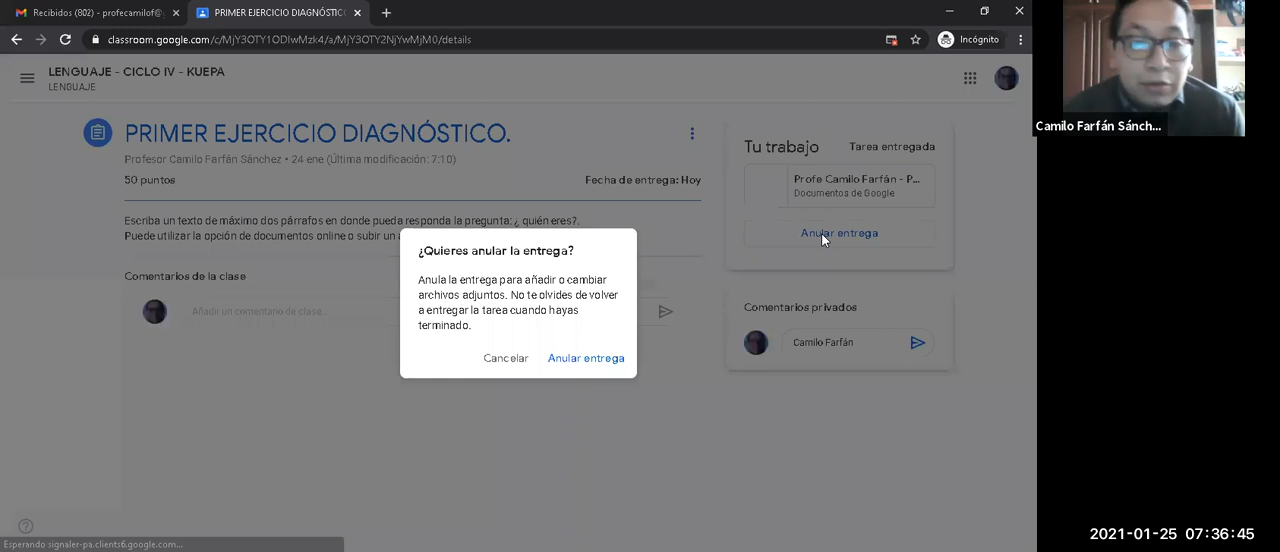 Recibidos (802) - profecamilof@
PRIMER EJERCICIO DIAGNÓSTICO
classroom.google.com/c/MjY3OTY1ODIwMzk4/a/MjY3OTY2NjYwMjM0/details
Incógnito
LENGUAJE - CICLO IV - KUEPA
LENGUAJE
PRIMER EJERCICIO DIAGNÓSTICO.
Profesor Camilo Farfán Sánchez • 24 ene (Última modificación: 7:10)
50 puntos
Fecha de entrega: Hoy
Escriba un texto de máximo dos párrafos en donde pueda responda la pregunta:¿ quién eres?.
Puede utilizar la opción de documentos online o subir un a
Comentarios de la clase
Añadir un comentario de clase...
¿Quieres anular la entrega?
Anula la entrega para añadir o cambiar
archivos adjuntos. No te olvides de volver
a entregar la tarea cuando hayas
terminado.
Cancelar
Anular entrega
Tu trabajo
Tarea entregada
Profe Camilo Farfán - P...
Documentos de Google
Anular entrega
Comentarios privados
Camilo Farfán
Esperando signaler-pa.clients6.google.com...
Camilo Farfán Sánch...
2021-01-25 07:36:45